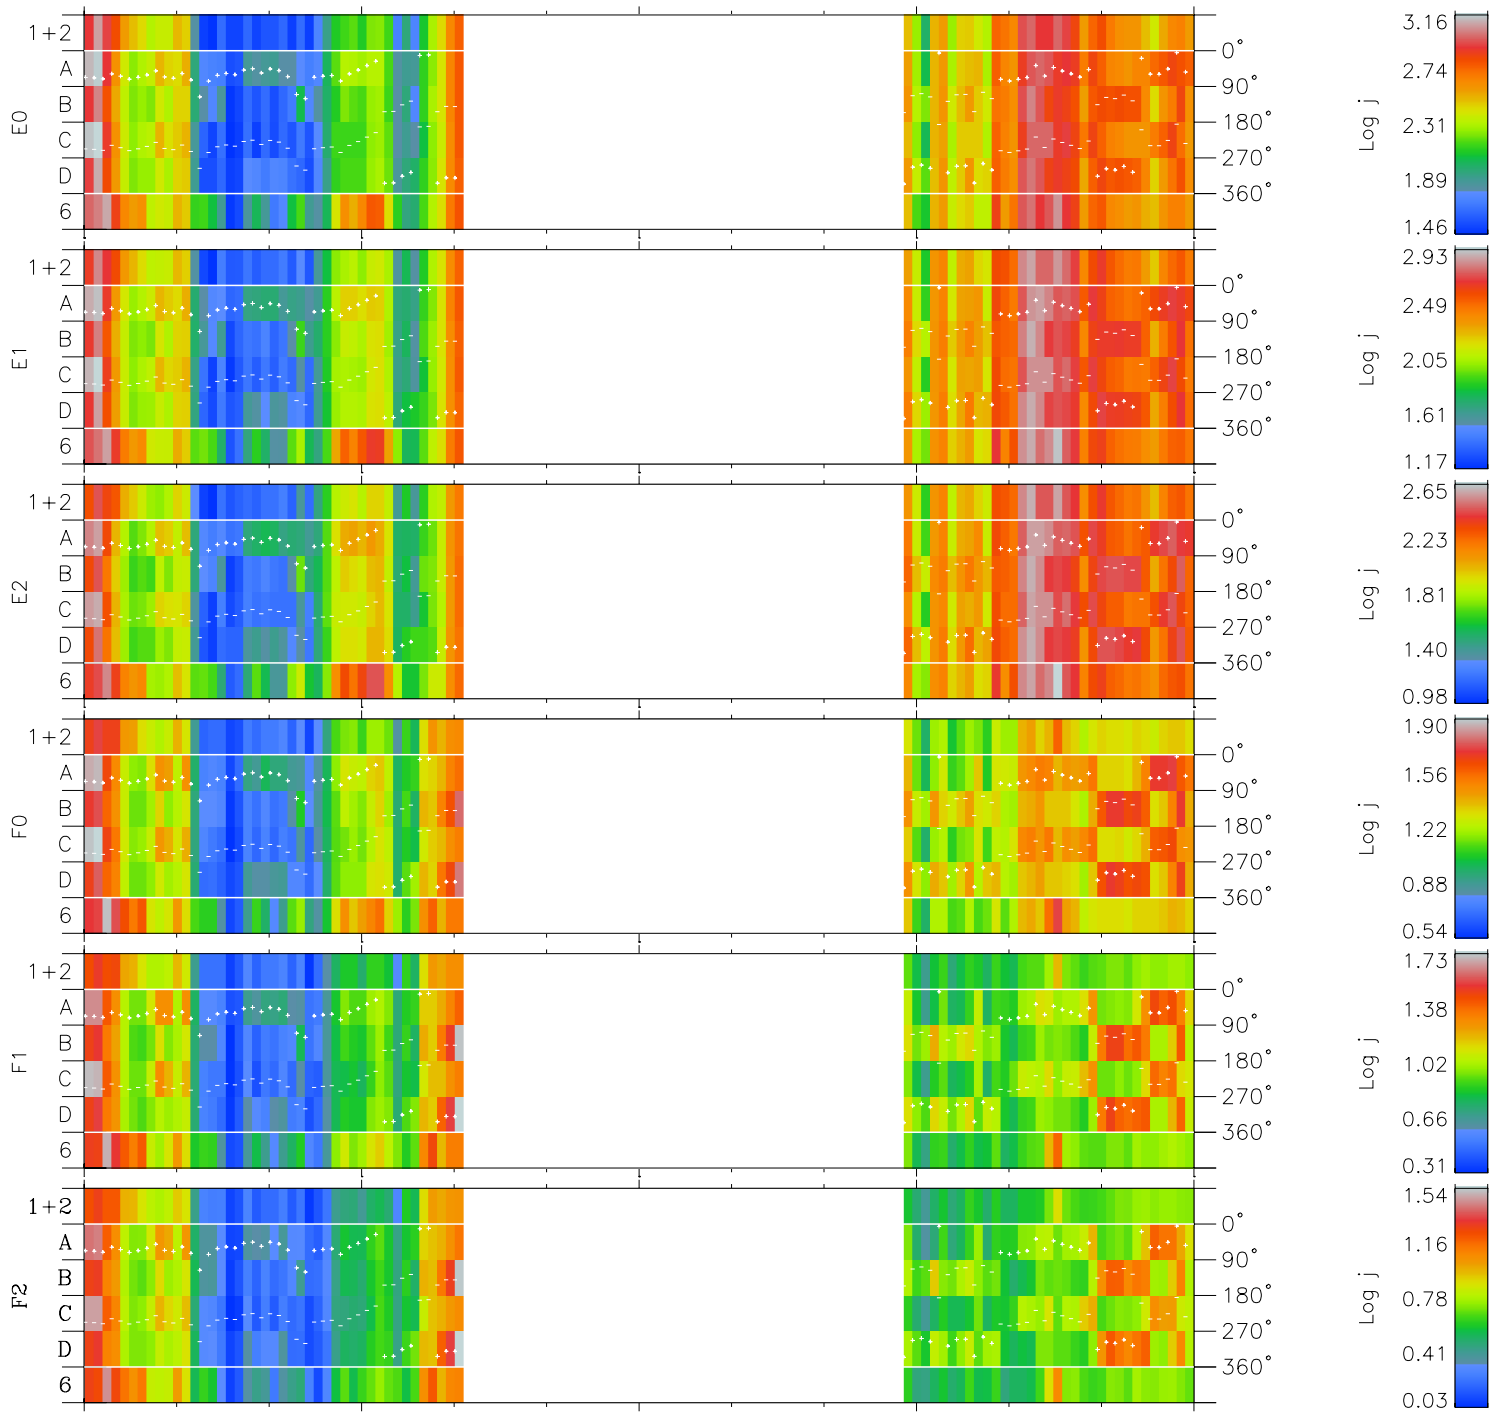 E0
1+2
A
B
C
D
6
0°
90°
180°
270°
360°
Log j
3.16
2.74
2.31
1.89
1.46
E1
1+2
A
B
C
D
6
0°
90°
180°
270°
360°
Log j
2.93
2.49
2.05
1.61
1.17
E2
1+2
A
B
C
D
6
0°
90°
180°
270°
360°
Log j
2.65
2.23
1.81
1.40
0.98
F0
1+2
A
B
C
D
6
0°
90°
180°
270°
360°
Log j
1.90
1.56
1.22
0.88
0.54
F1
1+2
A
B
C
D
6
0°
90°
180°
270°
360°
Log j
1.73
1.38
1.02
0.66
0.31
F2
1+2
A
B
C
D
6
0°
90°
180°
270°
360°
Log j
1.54
1.16
0.78
0.41
0.03